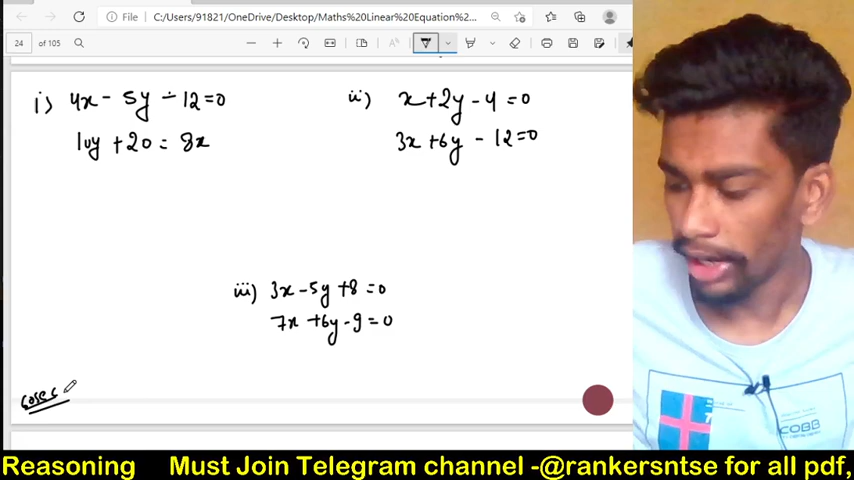 File
C:/Users/91821/OneDrive/Desktop/Maths%20Linear%20Equation%2...
24 of 105
i) 4x - 5y - 12 = 0
10y + 20 = 8x
ii) x + 2y - 4 = 0
3x + 6y - 12 = 0
iii) 3x - 5y + 8 = 0
7x + 6y - 9 = 0
COBB
Reasoning Must Join Telegram channel -@rankersntse for all pdf,